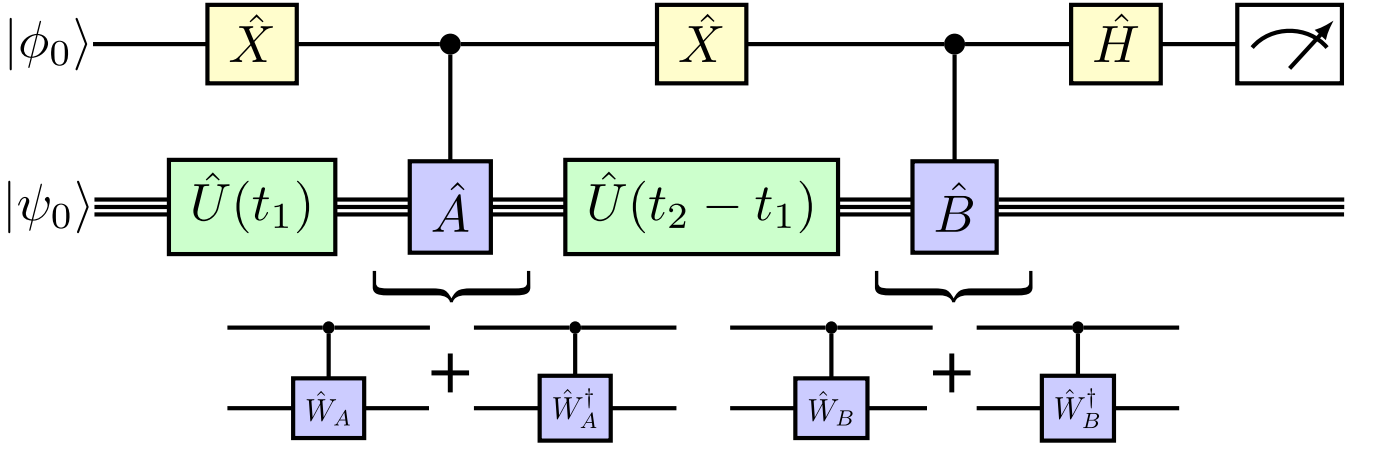 |ϕ₀⟩ X̂ X̂ Ĥ
|ψ₀⟩ Û(t₁) Â Û(t₂ − t₁) B̂
+ +
Ŵ_A Ŵ_A^† Ŵ_B Ŵ_B^†